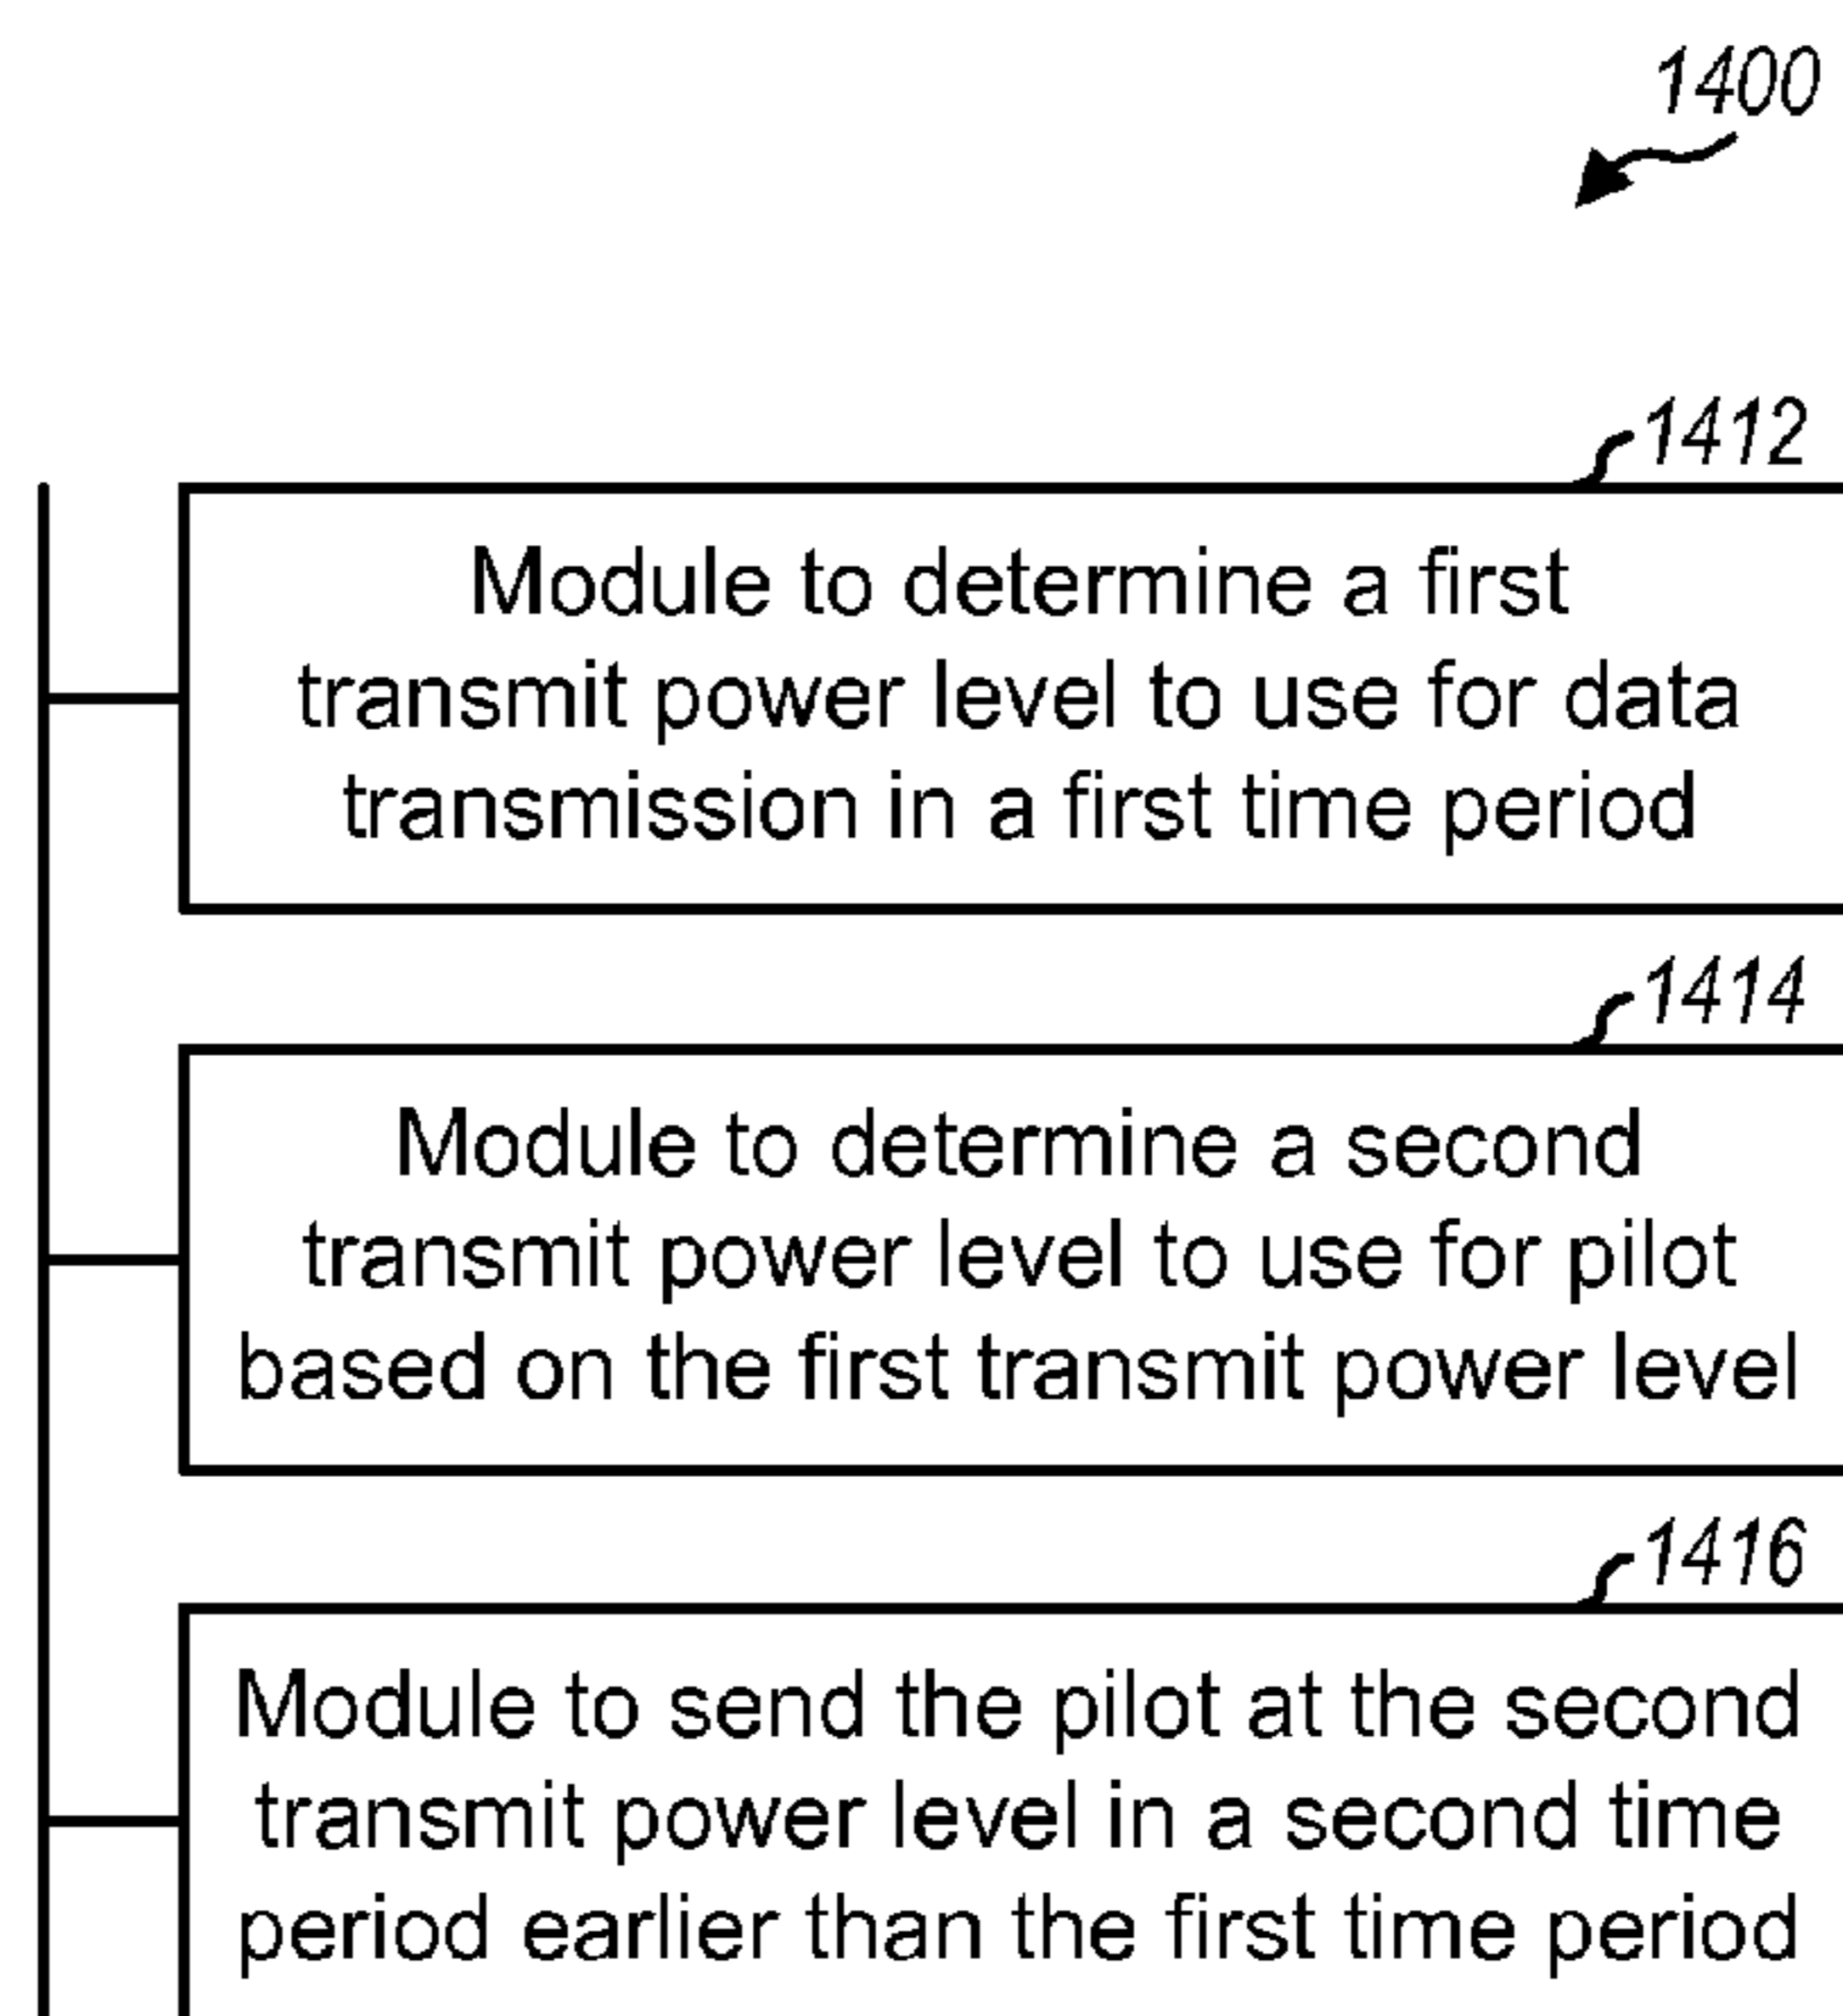 1400
1412
Module to determine a first
transmit power level to use for data
transmission in a first time period
1414
Module to determine a second
transmit power level to use for pilot
based on the first transmit power level
1416
Module to send the pilot at the second
transmit power level in a second time
period earlier than the first time period